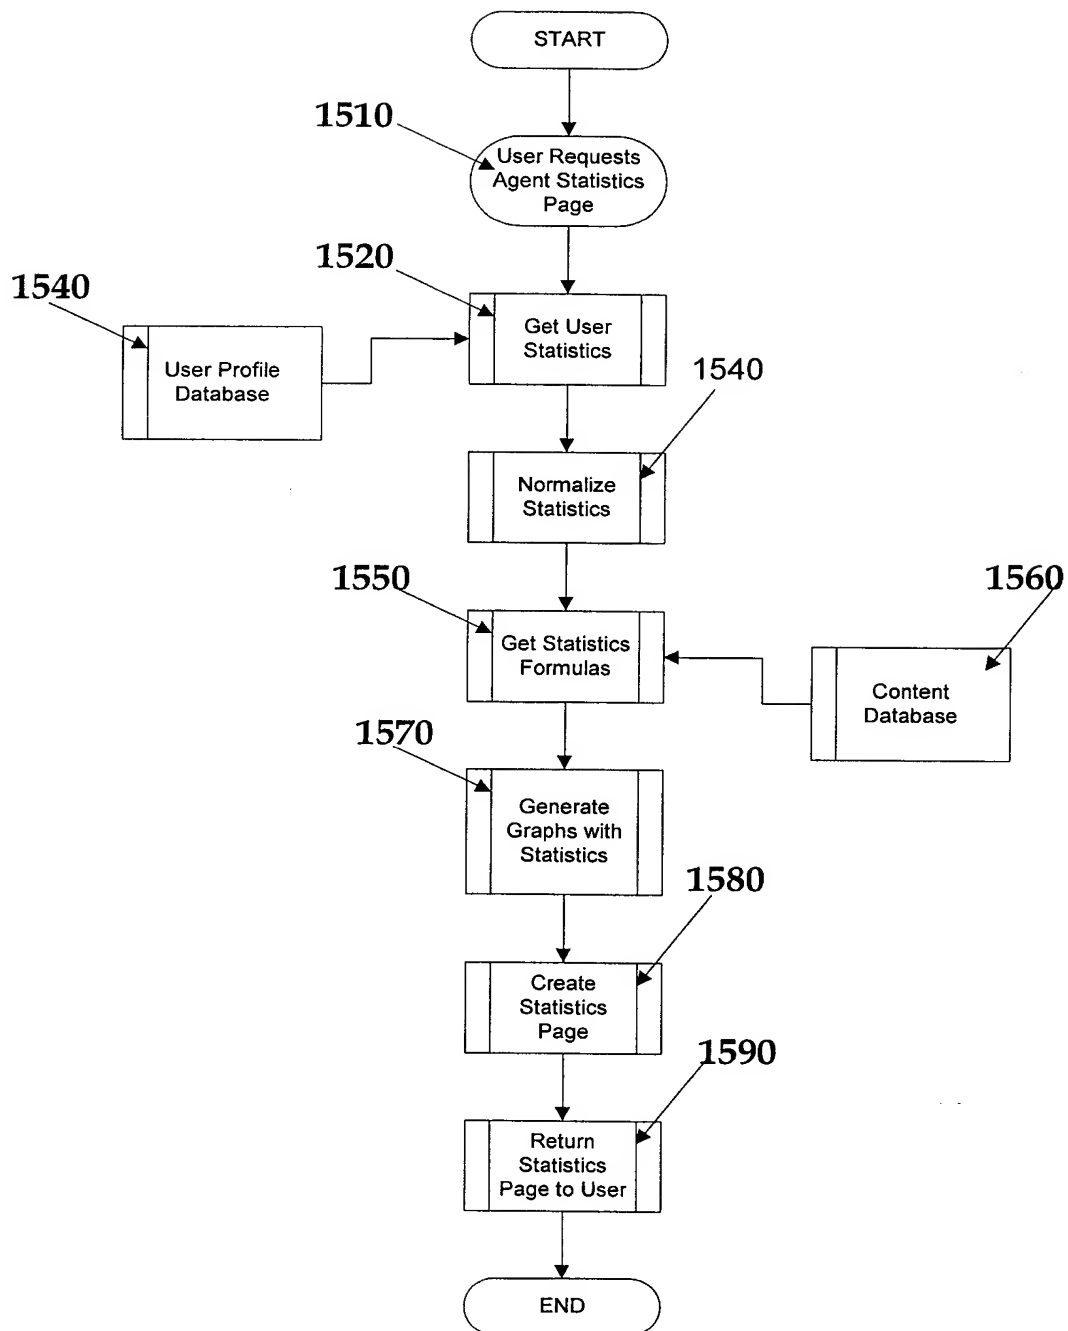 START
1510
User Requests
Agent Statistics
Page
1520
1540
Get User
Statistics
User Profile
Database
1540
Normalize
Statistics
1550
1560
Get Statistics
Formulas
Content
Database
1570
Generate
Graphs with
Statistics
1580
Create
Statistics
Page
1590
Return
Statistics
Page to User
END